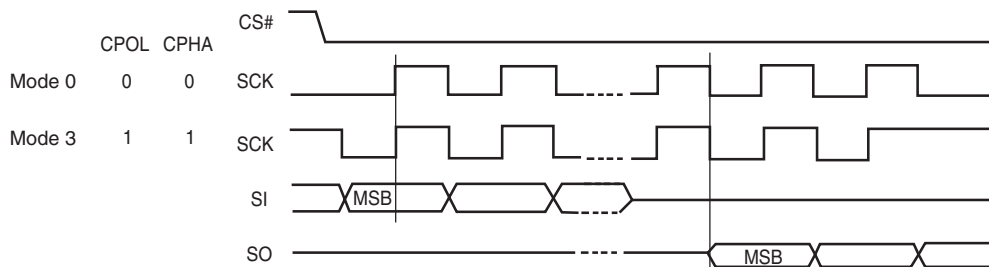 CS#
CPOL CPHA
Mode 0 0 0 SCK
Mode 3 1 1 SCK
SI MSB
SO MSB